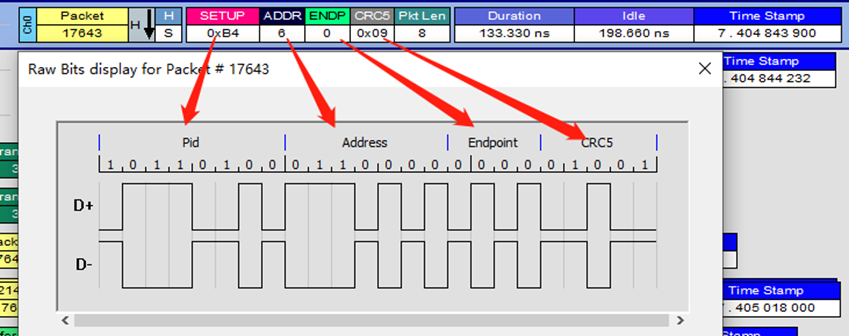 Ch0 Packet H H SETUP ADDR ENDP CRC5 Pkt Len Duration Idle Time Stamp
17643 S 0xB4 6 0 0x09 8 133.330 ns 198.660 ns 7 . 404 843 900
Time Stamp
Raw Bits display for Packet # 17643
. 404 844 232
Pid Address Endpoint CRC5
1 0 1 1 0 1 0 0 0 1 1 0 0 0 0 0 0 0 0 0 1 0 0 1
D+
D-
Time Stamp
7 . 405 018 000
Time Stamp